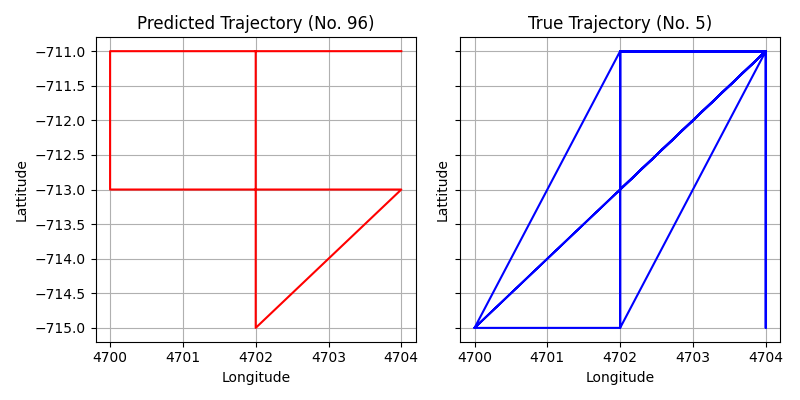 Predicted Trajectory (No. 96)
True Trajectory (No. 5)
−711.0
−711.5
−712.0
−712.5
−713.0
−713.5
−714.0
−714.5
−715.0
Lattitude
Lattitude
4700 4701 4702 4703 4704
4700 4701 4702 4703 4704
Longitude
Longitude